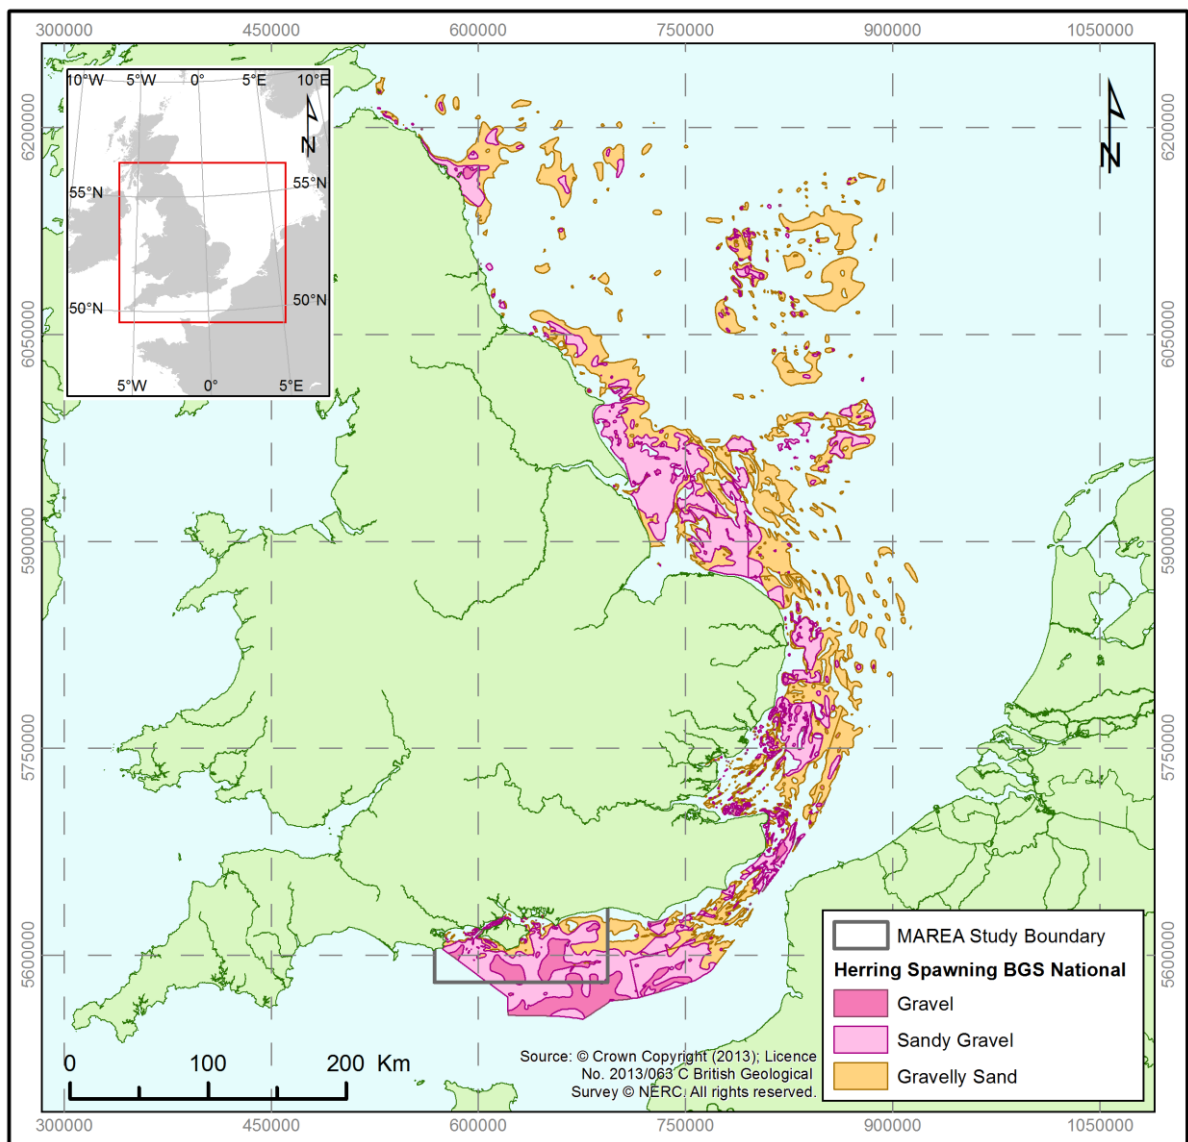 300000 450000 600000 750000 900000 1050000
10°W 5°W 0° 5°E 10°E
N
55°N 55°N
50°N 50°N
5°W 0° 5°E
N
6200000 6200000
6050000 6050000
5900000 5900000
5750000 5750000
5600000 5600000
MAREA Study Boundary
Herring Spawning BGS National
Gravel
Sandy Gravel
Gravelly Sand
0 100 200 Km
Source: © Crown Copyright (2013); Licence
No. 2013/063 C British Geological
Survey © NERC. All rights reserved.
300000 450000 600000 750000 900000 1050000